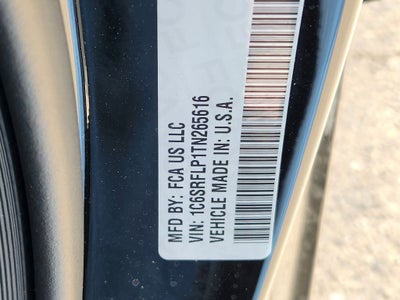 MFD BY: FCA US LLC
VIN: 1C6SRFLP1TN265616
VEHICLE MADE IN: U.S.A.